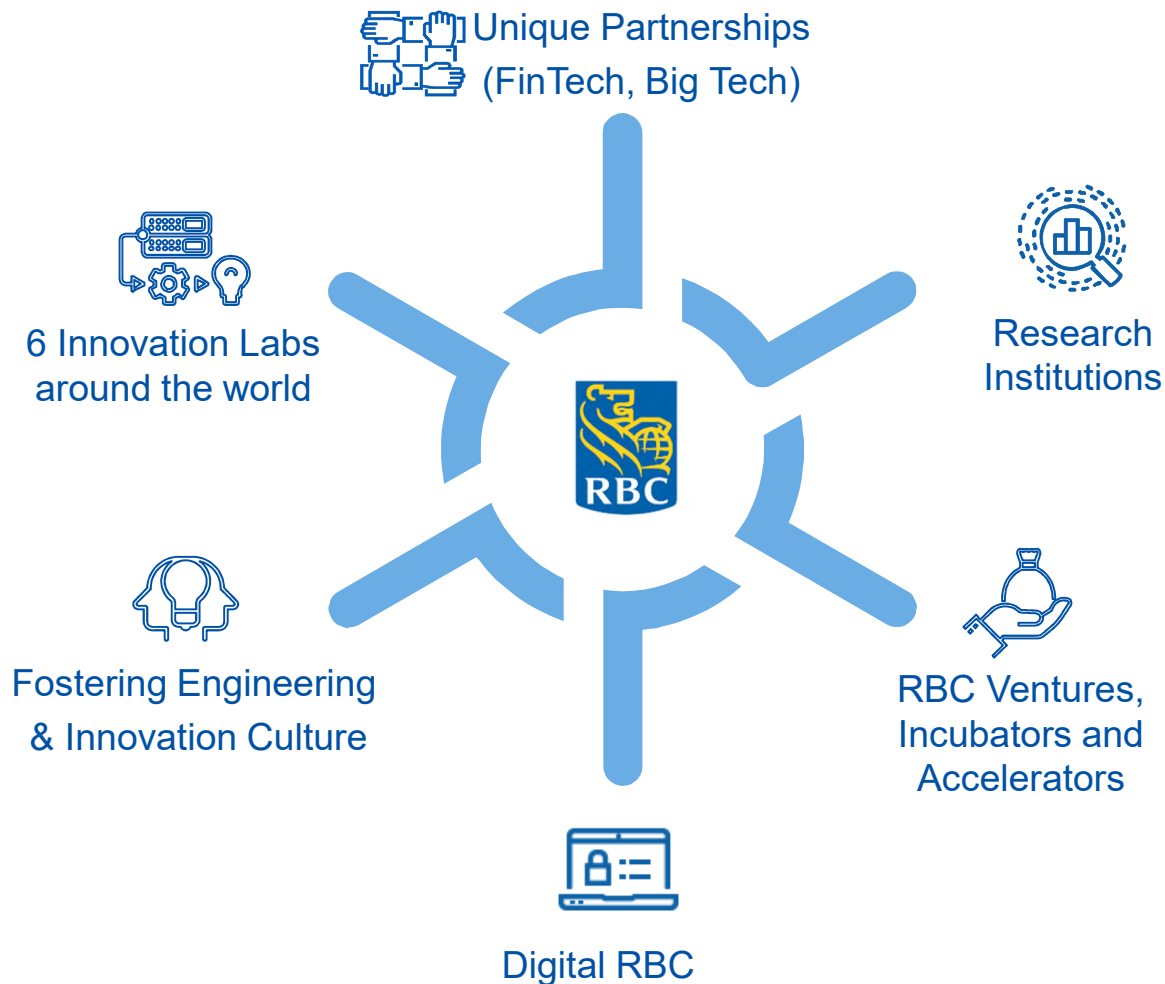 Unique Partnerships
(FinTech, Big Tech)
6 Innovation Labs
around the world
Research
Institutions
RBC
Fostering Engineering
& Innovation Culture
RBC Ventures,
Incubators and
Accelerators
Digital RBC